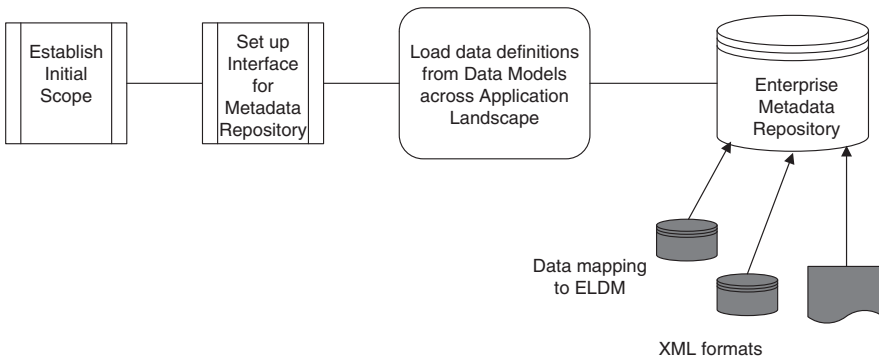 Establish
Initial
Scope
Set up
Interface
for
Metadata
Repository
Load data definitions
from Data Models
across Application
Landscape
Enterprise
Metadata
Repository
Data mapping
to ELDM
XML formats